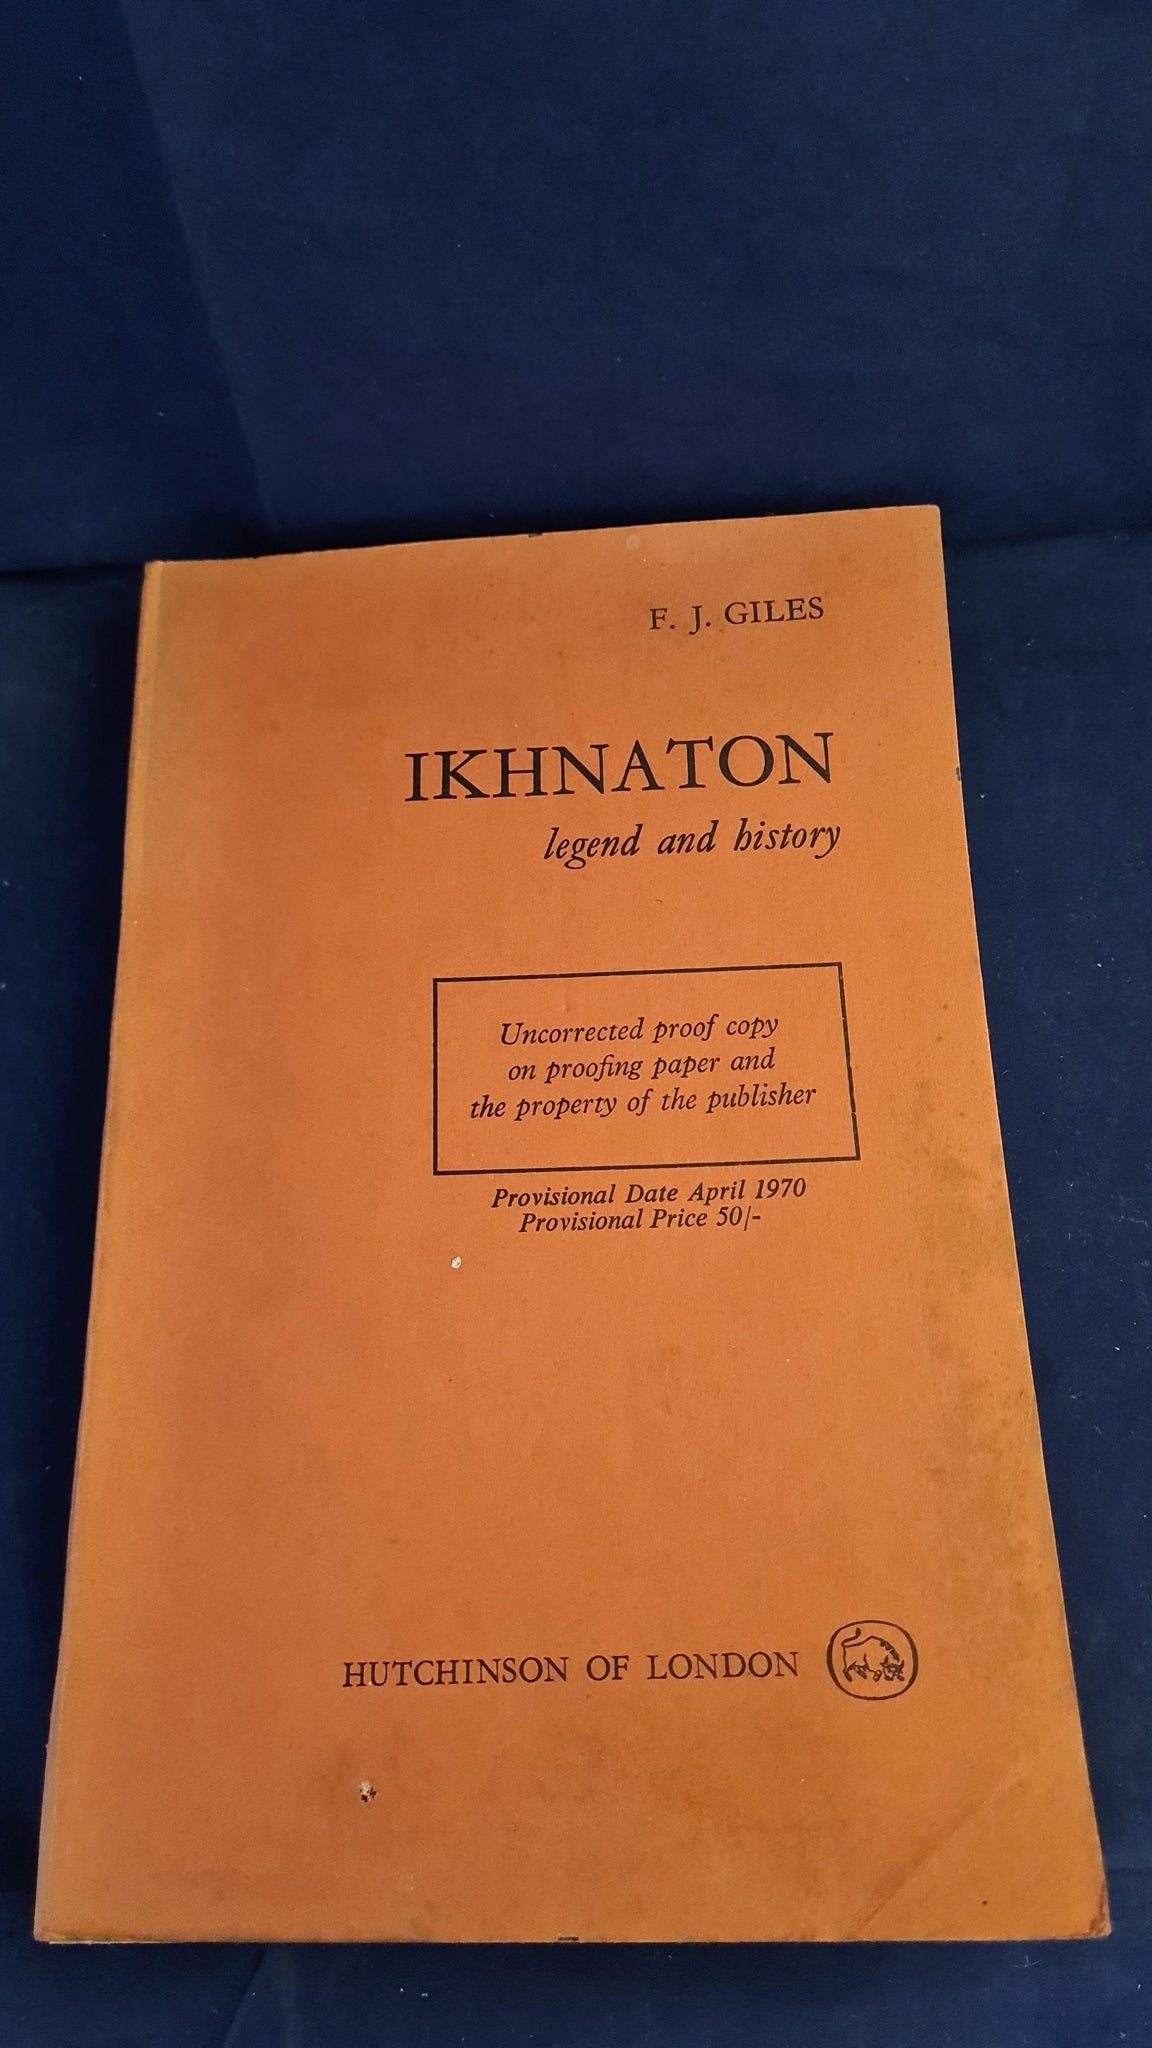 F. J. GILES
IKHNATON
legend and history
Uncorrected proof copy
on proofing paper and
the property of the publisher
Provisional Date April 1970
Provisional Price 50/-
HUTCHINSON OF LONDON